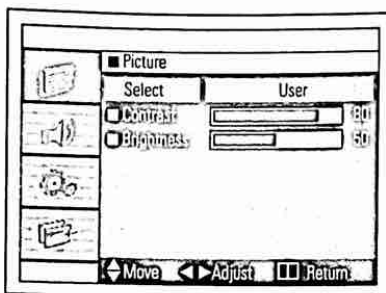 Picture
Select User
Contrast 80
Brightness 50
Move Adjust Return